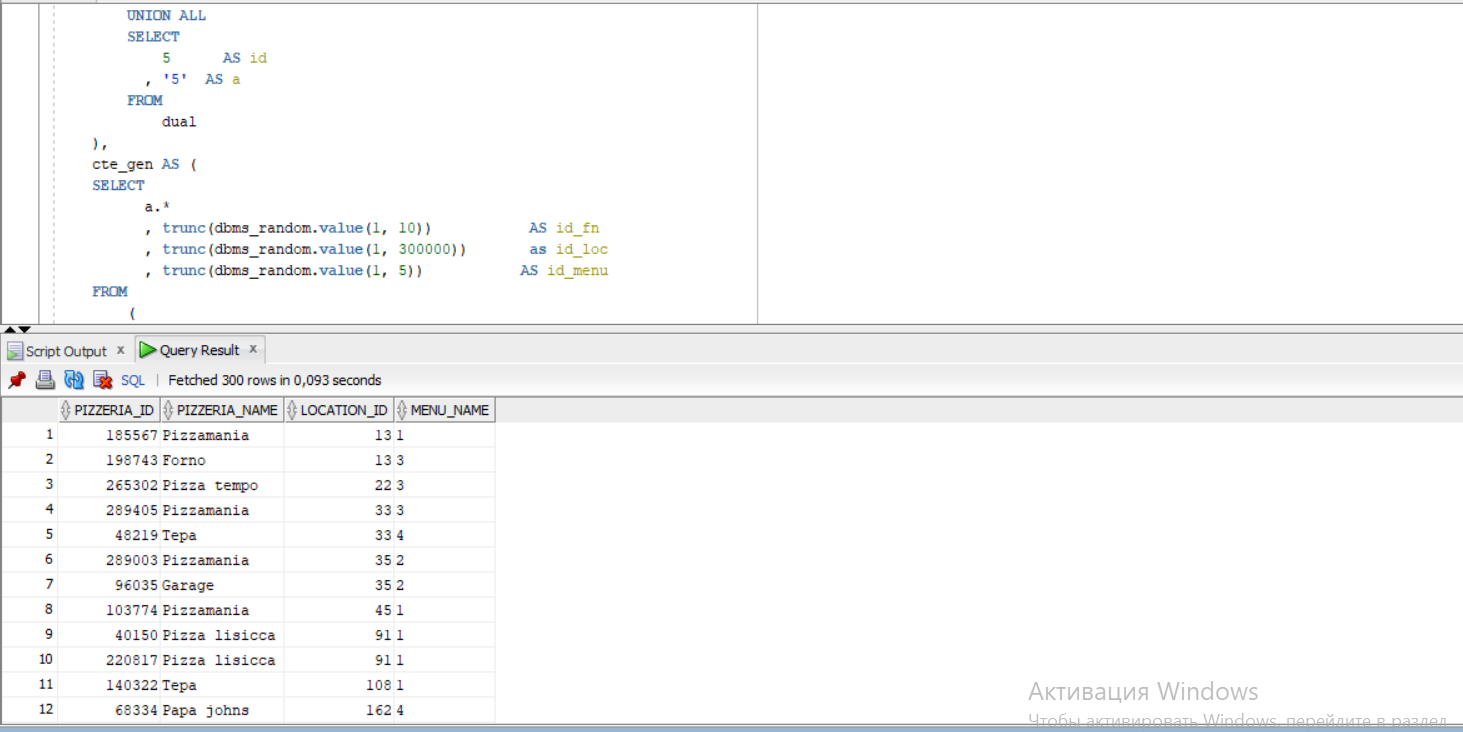 UNION ALL
SELECT
5 AS id
, '5' AS a
FROM
dual
),
cte_gen AS (
SELECT
a.*
, trunc(dbms_random.value(1, 10)) AS id_fn
, trunc(dbms_random.value(1, 300000)) as id_loc
, trunc(dbms_random.value(1, 5)) AS id_menu
FROM
(
Script Output x Query Result x
SQL | Fetched 300 rows in 0,093 seconds
PIZZERIA_ID PIZZERIA_NAME LOCATION_ID MENU_NAME
1 185567 Pizzamania 13 1
2 198743 Forno 13 3
3 265302 Pizza tempo 22 3
4 289405 Pizzamania 33 3
5 48219 Tepa 33 4
6 289003 Pizzamania 35 2
7 96035 Garage 35 2
8 103774 Pizzamania 45 1
9 40150 Pizza lisicca 91 1
10 220817 Pizza lisicca 91 1
11 140322 Tepa 108 1
12 68334 Papa johns 162 4
Активация Windows
Чтобы активировать Windows, перейдите в раздел